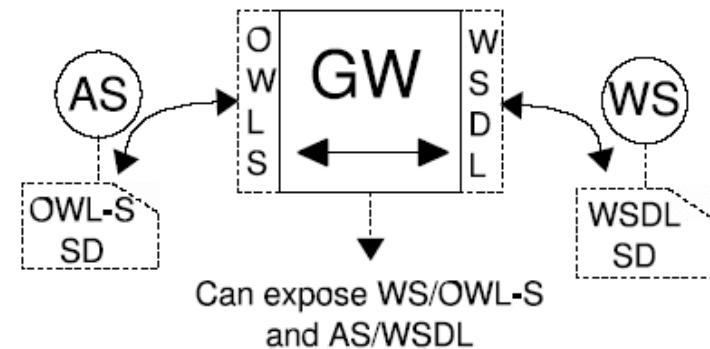 AS
OWL-S
SD
OWLS
GW
WSDL
WS
WSDL
SD
Can expose WS/OWL-S
and AS/WSDL